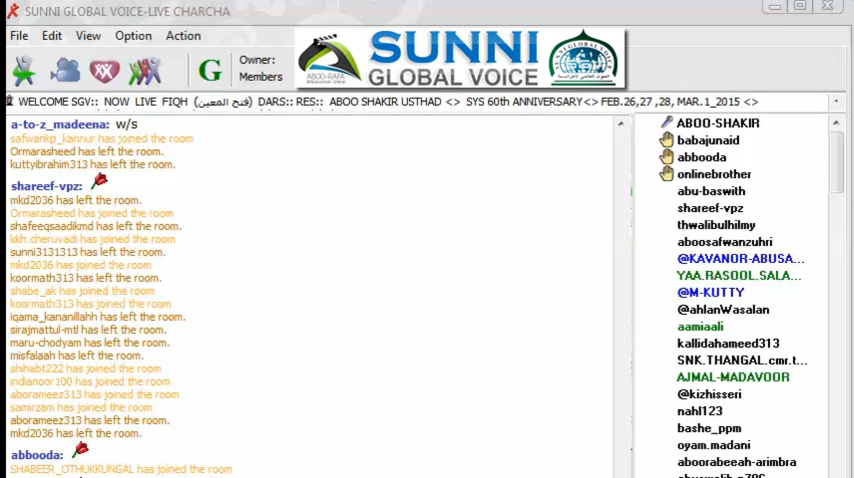 SUNNI GLOBAL VOICE-LIVE CHARCHA
File Edit View Option Action
G
Owner:
Members
ABOO-RAFA
SUNNI
GLOBAL VOICE
WELCOME SGV:: NOW LIVE FIQH (فتح المعين) DARS:: RES:: ABOO SHAKIR USTHAD <> SYS 60th ANNIVERSARY<> FEB.26,27 ,28, MAR.1_2015 <>
a-to-z_madeena: w/s
safwankp_kannur has joined the room
Ormarasheed has left the room.
kuttyibrahim313 has left the room.
shareef-vpz:
mkd2036 has left the room.
Ormarasheed has joined the room
shafeeqsaadikmd has left the room.
kkh.cheruvadi has joined the room
sunni3131313 has left the room.
mkd2036 has joined the room
koormath313 has left the room.
shabe_ak has joined the room
koormath313 has joined the room
iqama_kananillahh has left the room.
sirajmattul-mtl has left the room.
maru-chodyam has left the room.
misfalaah has left the room.
shihabt222 has joined the room
indianoor100 has joined the room
aborameez313 has joined the room
samirzam has joined the room
aborameez313 has left the room.
mkd2036 has left the room.
abbooda:
SHABEER_OTHUKKUNGAL has joined the room
ABOO-SHAKIR
babajunaid
abbooda
onlinebrother
abu-baswith
shareef-vpz
thwalibulhilmy
aboosafwanzuhri
@KAVANOR-ABUSA...
YAA.RASOOL.SALA...
@M-KUTTY
@ahlanWasalan
aamiaali
kallidahameed313
SNK.THANGAL.cmr.t...
AJMAL-MADAVOOR
@kizhisseri
nahl123
bashe_ppm
oyam.madani
aboorabeeah-arimbra